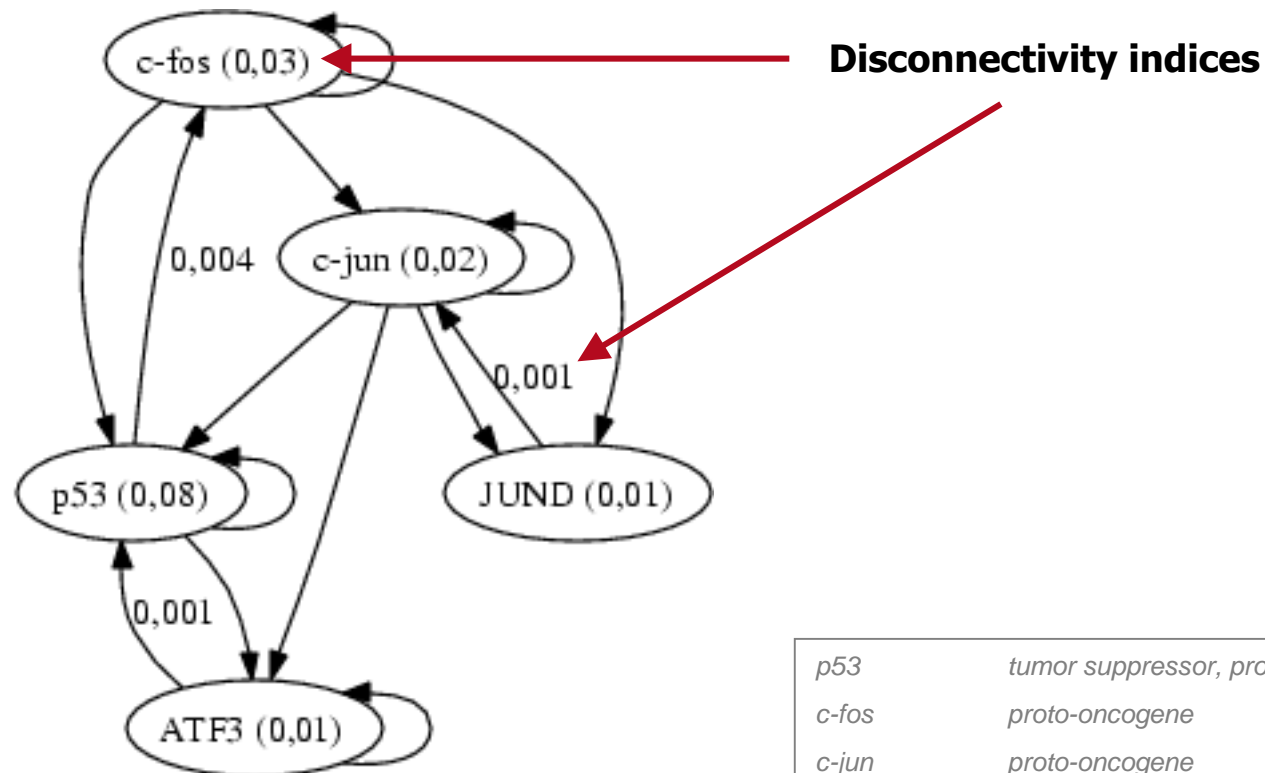 c-fos (0,03)
Disconnectivity indices
0,004
c-jun (0,02)
0,001
p53 (0,08)
JUND (0,01)
0,001
ATF3 (0,01)
p53 tumor suppressor,
c-fos proto-oncogene
c-jun proto-oncogene